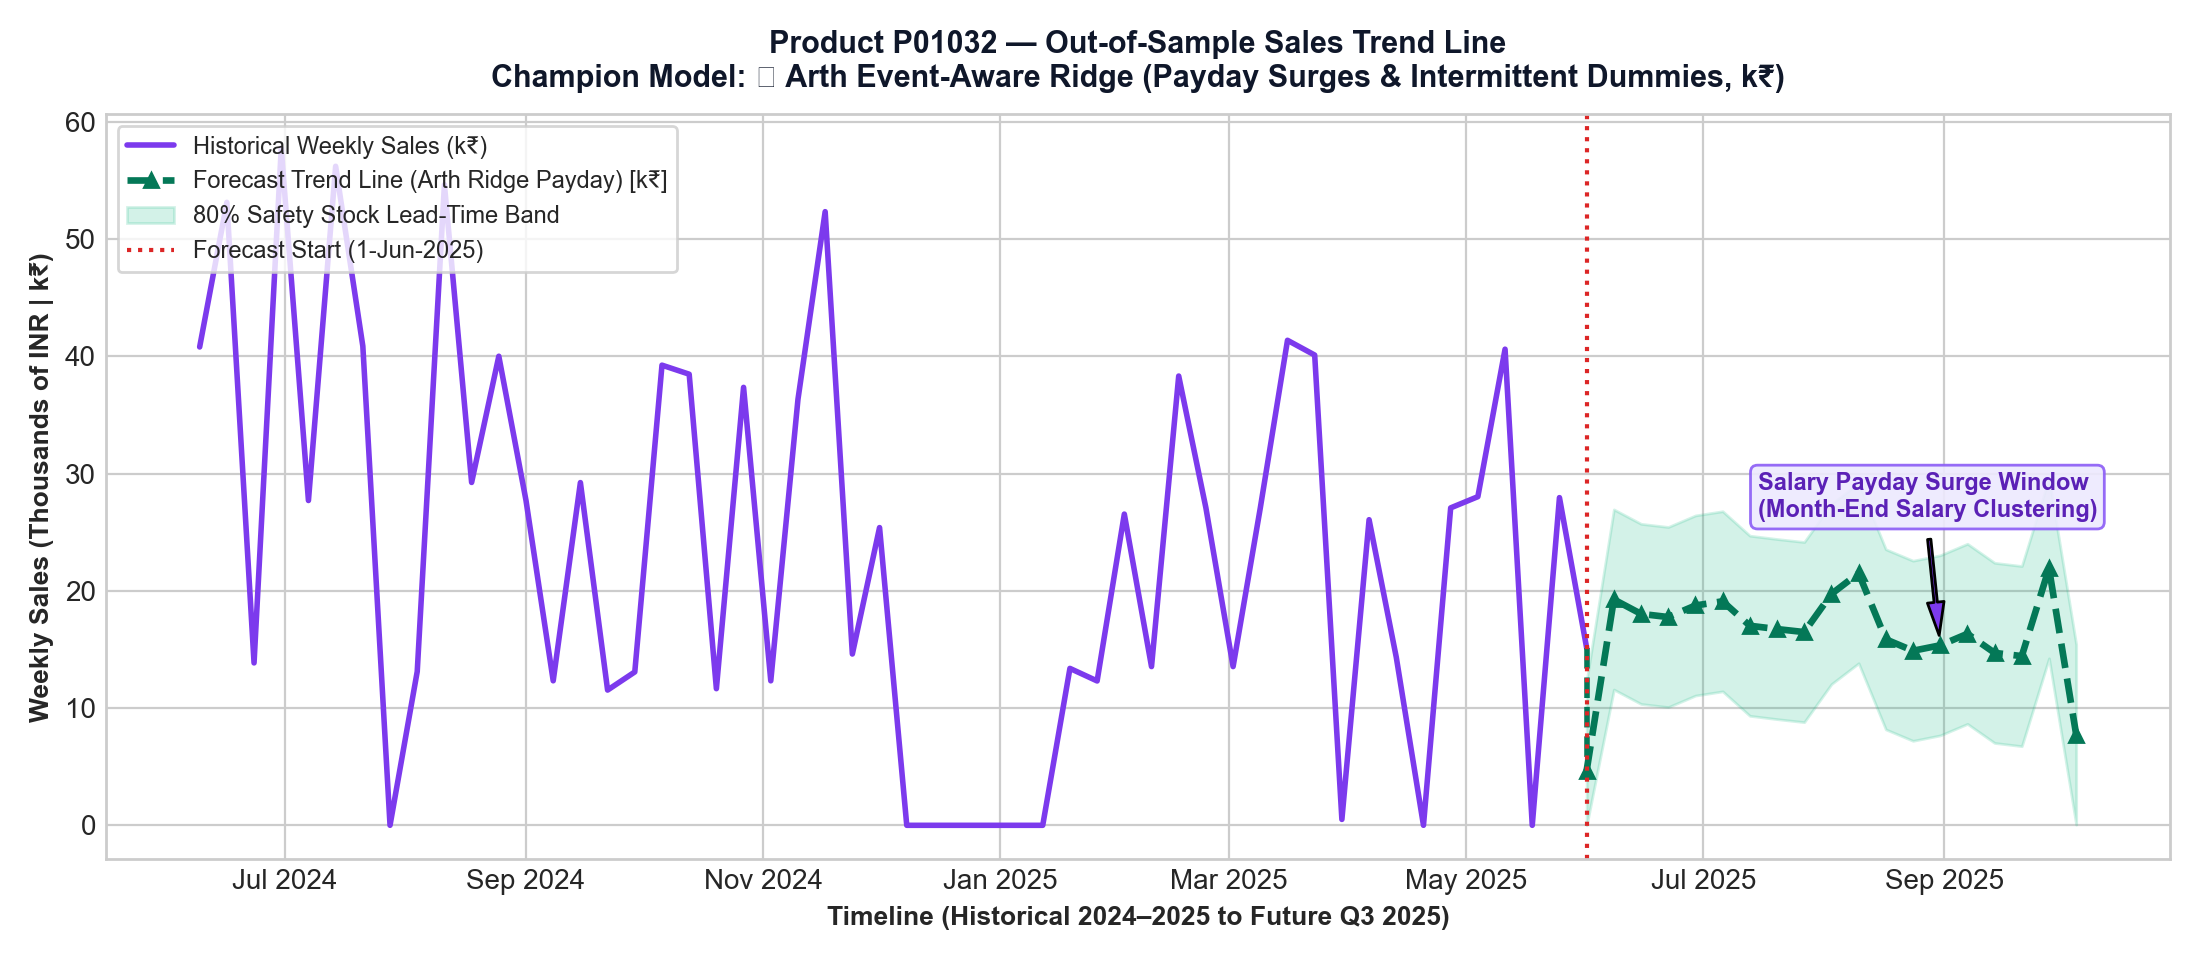 Product P01032 — Out-of-Sample Sales Trend Line
Champion Model: ▯ Arth Event-Aware Ridge (Payday Surges & Intermittent Dummies, k₹)
Weekly Sales (Thousands of INR | k₹)
60
50
40
30
20
10
0
Historical Weekly Sales (k₹)
Forecast Trend Line (Arth Ridge Payday) [k₹]
80% Safety Stock Lead-Time Band
Forecast Start (1-Jun-2025)
Salary Payday Surge Window
(Month-End Salary Clustering)
Jul 2024
Sep 2024
Nov 2024
Jan 2025
Mar 2025
May 2025
Jul 2025
Sep 2025
Timeline (Historical 2024–2025 to Future Q3 2025)